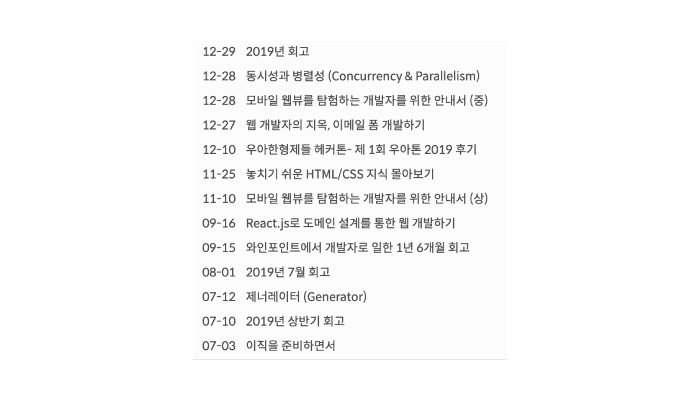 12-29 2019년 회고
12-28 동시성과 병렬성 (Concurrency & Parallelism)
12-28 모바일 웹뷰를 탐험하는 개발자를 위한 안내서 (중)
12-27 웹 개발자의 지옥, 이메일 폼 개발하기
12-10 우아한형제들 헤커톤- 제 1회 우아톤 2019 후기
11-25 놓치기 쉬운 HTML/CSS 지식 몰아보기
11-10 모바일 웹뷰를 탐험하는 개발자를 위한 안내서 (상)
09-16 React.js로 도메인 설계를 통한 웹 개발하기
09-15 와인포인트에서 개발자로 일한 1년 6개월 회고
08-01 2019년 7월 회고
07-12 제너레이터 (Generator)
07-10 2019년 상반기 회고
07-03 이직을 준비하면서